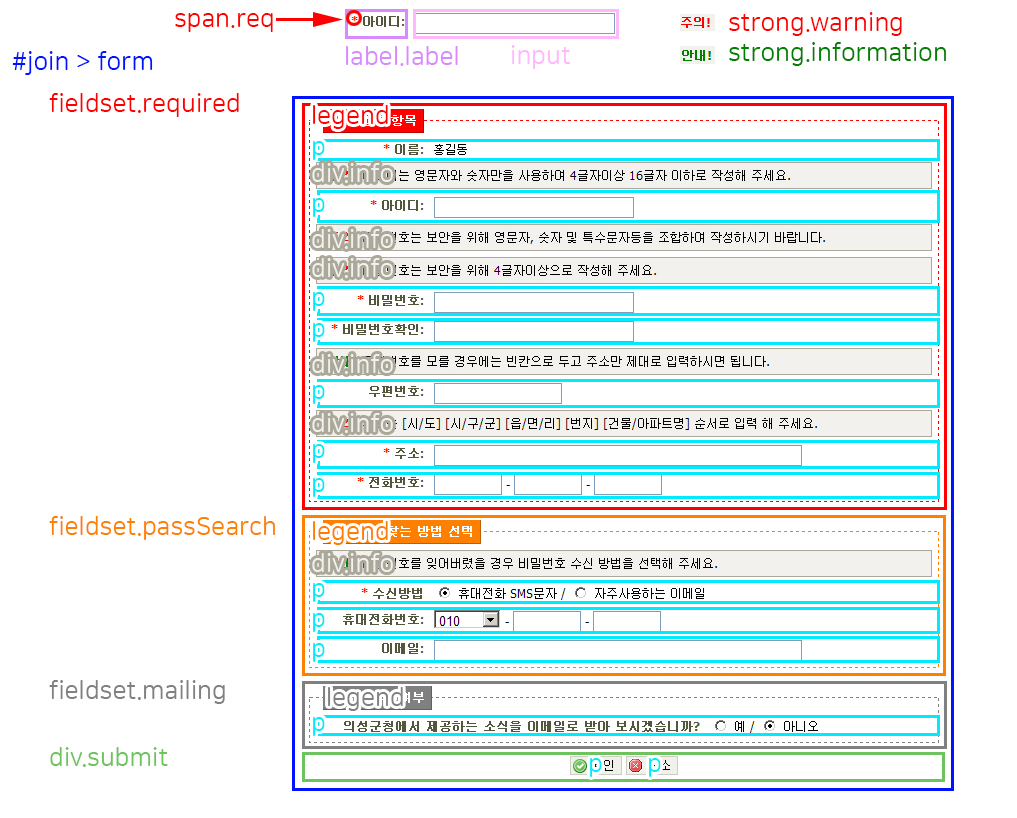 span.req
*아이디:
주의!
strong.warning
label.label
input
안내!
strong.information
#join > form
fieldset.required
legend
항목
p
* 이름: 홍길동
div.info
는 영문자와 숫자만을 사용하여 4글자이상 16글자 이하로 작성해 주세요.
p
* 아이디:
div.info
번호는 보안을 위해 영문자, 숫자 및 특수문자등을 조합하여 작성하시기 바랍니다.
div.info
번호는 보안을 위해 4글자이상으로 작성해 주세요.
p
* 비밀번호:
p
* 비밀번호확인:
div.info
번호를 모를 경우에는 빈칸으로 두고 주소만 제대로 입력하시면 됩니다.
p
우편번호:
div.info
는 [시/도] [시/구/군] [읍/면/리] [번지] [건물/아파트명] 순서로 입력 해 주세요.
p
* 주소:
p
* 전화번호: - -
fieldset.passSearch
legend
찾는 방법 선택
div.info
번호를 잊어버렸을 경우 비밀번호 수신 방법을 선택해 주세요.
p
* 수신방법 휴대전화 SMS문자 / 자주사용하는 이메일
p
휴대전화번호: 010 - -
p
이메일:
fieldset.mailing
legend
여부
p
의성군청에서 제공하는 소식을 이메일로 받아 보시겠습니까? 예 / 아니오
div.submit
p
인
p
소